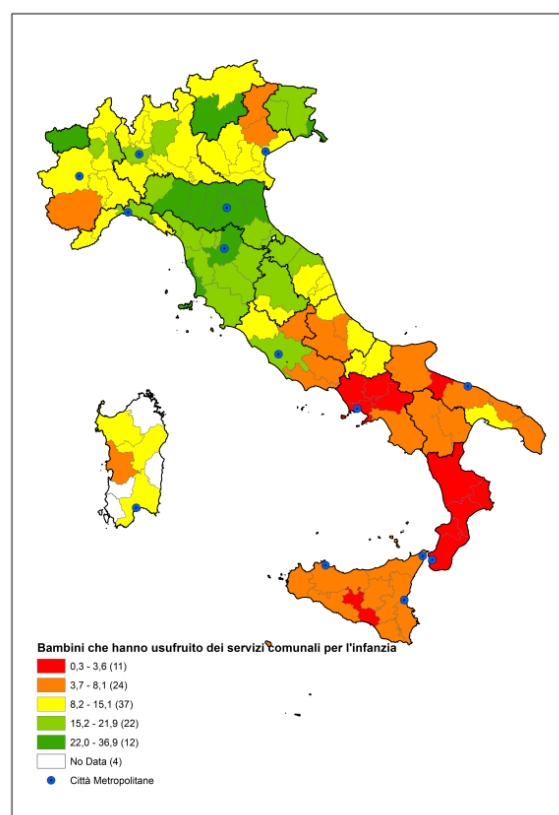 Bambini che hanno usufruito dei servizi comunali per l'infanzia
0,3 - 3,6 (11)
3,7 - 8,1 (24)
8,2 - 15,1 (37)
15,2 - 21,9 (22)
22,0 - 36,9 (12)
No Data (4)
Città Metropolitane